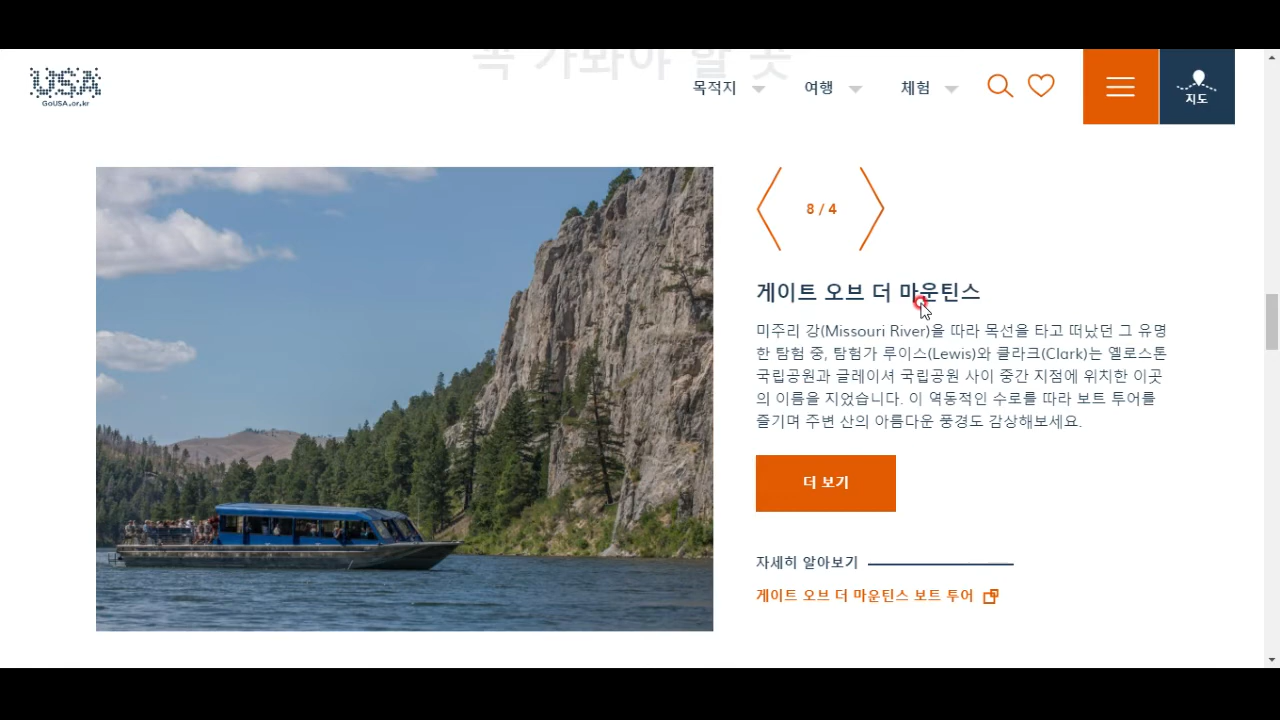 꼭 가봐야 할 곳
USA
GoUSA.or.kr
목적지
여행
체험
지도
8 / 4
게이트 오브 더 마운틴스
미주리 강(Missouri River)을 따라 목선을 타고 떠났던 그 유명
한 탐험 중, 탐험가 루이스(Lewis)와 클라크(Clark)는 옐로스톤
국립공원과 글레이셔 국립공원 사이 중간 지점에 위치한 이곳
의 이름을 지었습니다. 이 역동적인 수로를 따라 보트 투어를
즐기며 주변 산의 아름다운 풍경도 감상해보세요.
더 보기
자세히 알아보기
게이트 오브 더 마운틴스 보트 투어